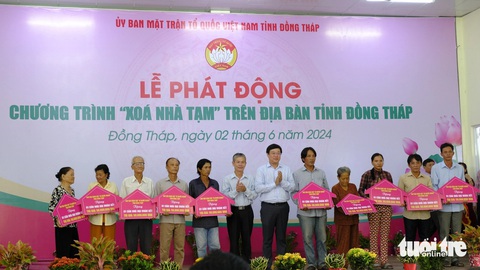 ỦY BAN MẶT TRẬN TỔ QUỐC VIỆT NAM TỈNH ĐỒNG THÁP
LỄ PHÁT ĐỘNG
CHƯƠNG TRÌNH “XOÁ NHÀ TẠM” TRÊN ĐỊA BÀN TỈNH ĐỒNG THÁP
Đồng Tháp, ngày 02 tháng 6 năm 2024
tuổi trẻ
online